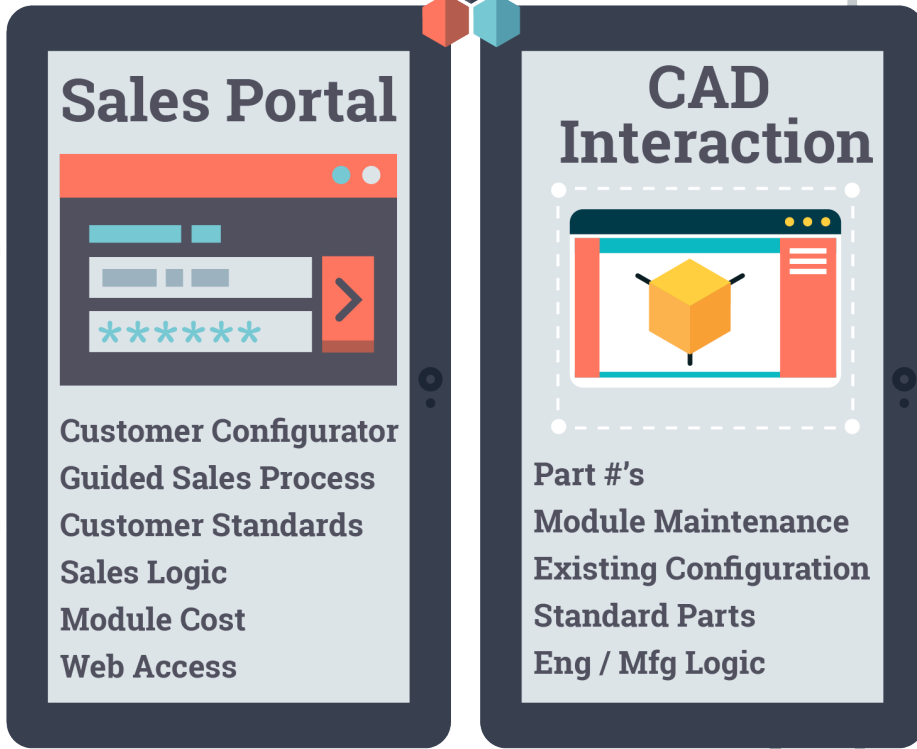 Sales Portal
******
Customer Configurator
Guided Sales Process
Customer Standards
Sales Logic
Module Cost
Web Access
CAD
Interaction
Part #'s
Module Maintenance
Existing Configuration
Standard Parts
Eng / Mfg Logic